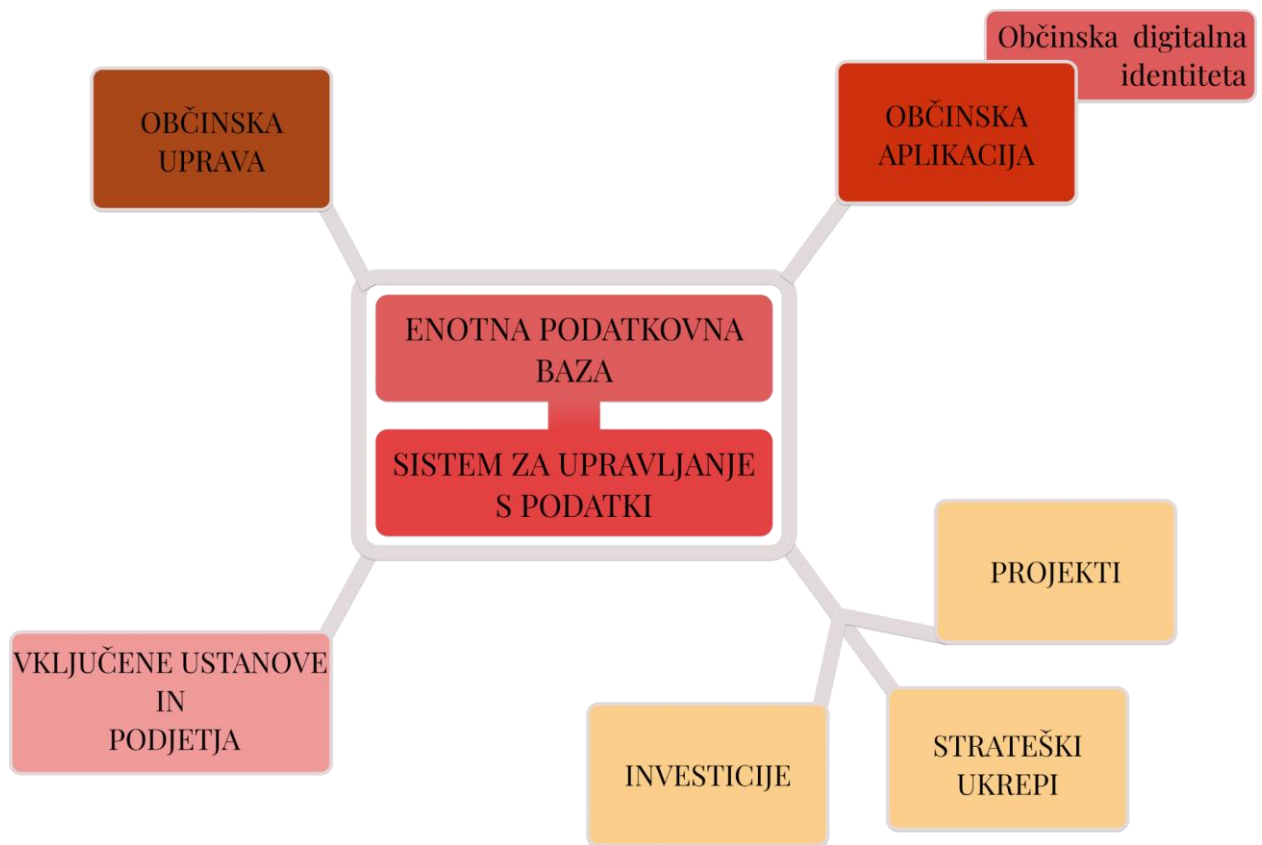 Občinska digitalna
identiteta
OBČINSKA
UPRAVA
OBČINSKA
APLIKACIJA
ENOTNA PODATKOVNA
BAZA
SISTEM ZA UPRAVLJANJE
S PODATKI
PROJEKTI
VKLJUČENE USTANOVE
IN
PODJETJA
INVESTICIJE
STRATEŠKI
UKREPI